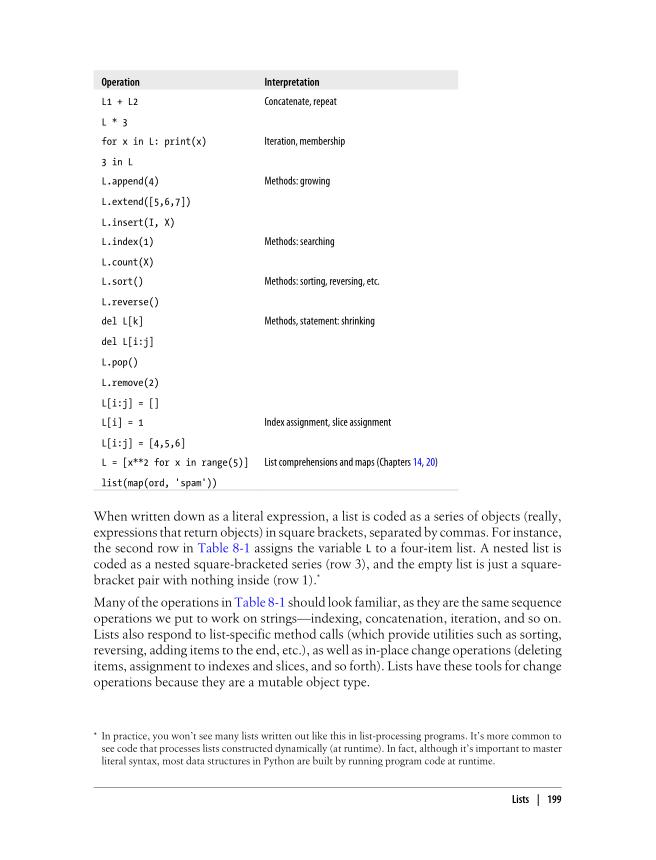 Operation Interpretation
L1 + L2 Concatenate, repeat
L * 3
for x in L: print(x) Iteration, membership
3 in L
L.append(4) Methods: growing
L.extend([5,6,7])
L.insert(I, X)
L.index(1) Methods: searching
L.count(X)
L.sort() Methods: sorting, reversing, etc.
L.reverse()
del L[k] Methods, statement: shrinking
del L[i:j]
L.pop()
L.remove(2)
L[i:j] = []
L[i] = 1 Index assignment, slice assignment
L[i:j] = [4,5,6]
L = [x**2 for x in range(5)] List comprehensions and maps (Chapters 14, 20)
list(map(ord, 'spam'))
When written down as a literal expression, a list is coded as a series of objects (really,
expressions that return objects) in square brackets, separated by commas. For instance,
the second row in Table 8-1 assigns the variable L to a four-item list. A nested list is
coded as a nested square-bracketed series (row 3), and the empty list is just a square-
bracket pair with nothing inside (row 1).*
Many of the operations in Table 8-1 should look familiar, as they are the same sequence
operations we put to work on strings—indexing, concatenation, iteration, and so on.
Lists also respond to list-specific method calls (which provide utilities such as sorting,
reversing, adding items to the end, etc.), as well as in-place change operations (deleting
items, assignment to indexes and slices, and so forth). Lists have these tools for change
operations because they are a mutable object type.
* In practice, you won't see many lists written out like this in list-processing programs. It's more common to
see code that processes lists constructed dynamically (at runtime). In fact, although it's important to master
literal syntax, most data structures in Python are built by running program code at runtime.
Lists | 199